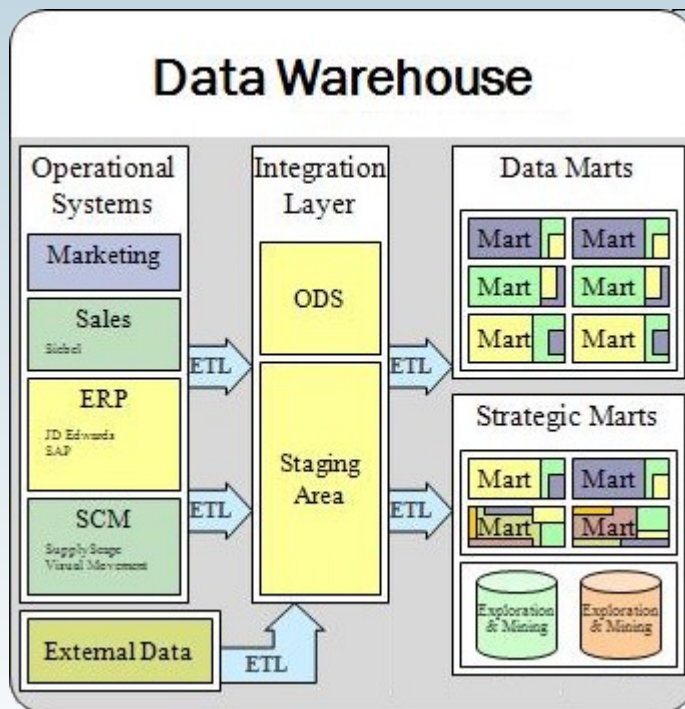 Data Warehouse
Operational
Systems
Marketing
Sales
Siebel
ERP
JD Edwards
SAP
SCM
SupplyScape
Visual Movement
External Data
ETL
ETL
ETL
Integration
Layer
ODS
Staging
Area
ETL
ETL
Data Marts
Mart
Mart
Mart
Mart
Mart
Mart
Strategic Marts
Mart
Mart
Mart
Mart
Exploration
& Mining
Exploration
& Mining